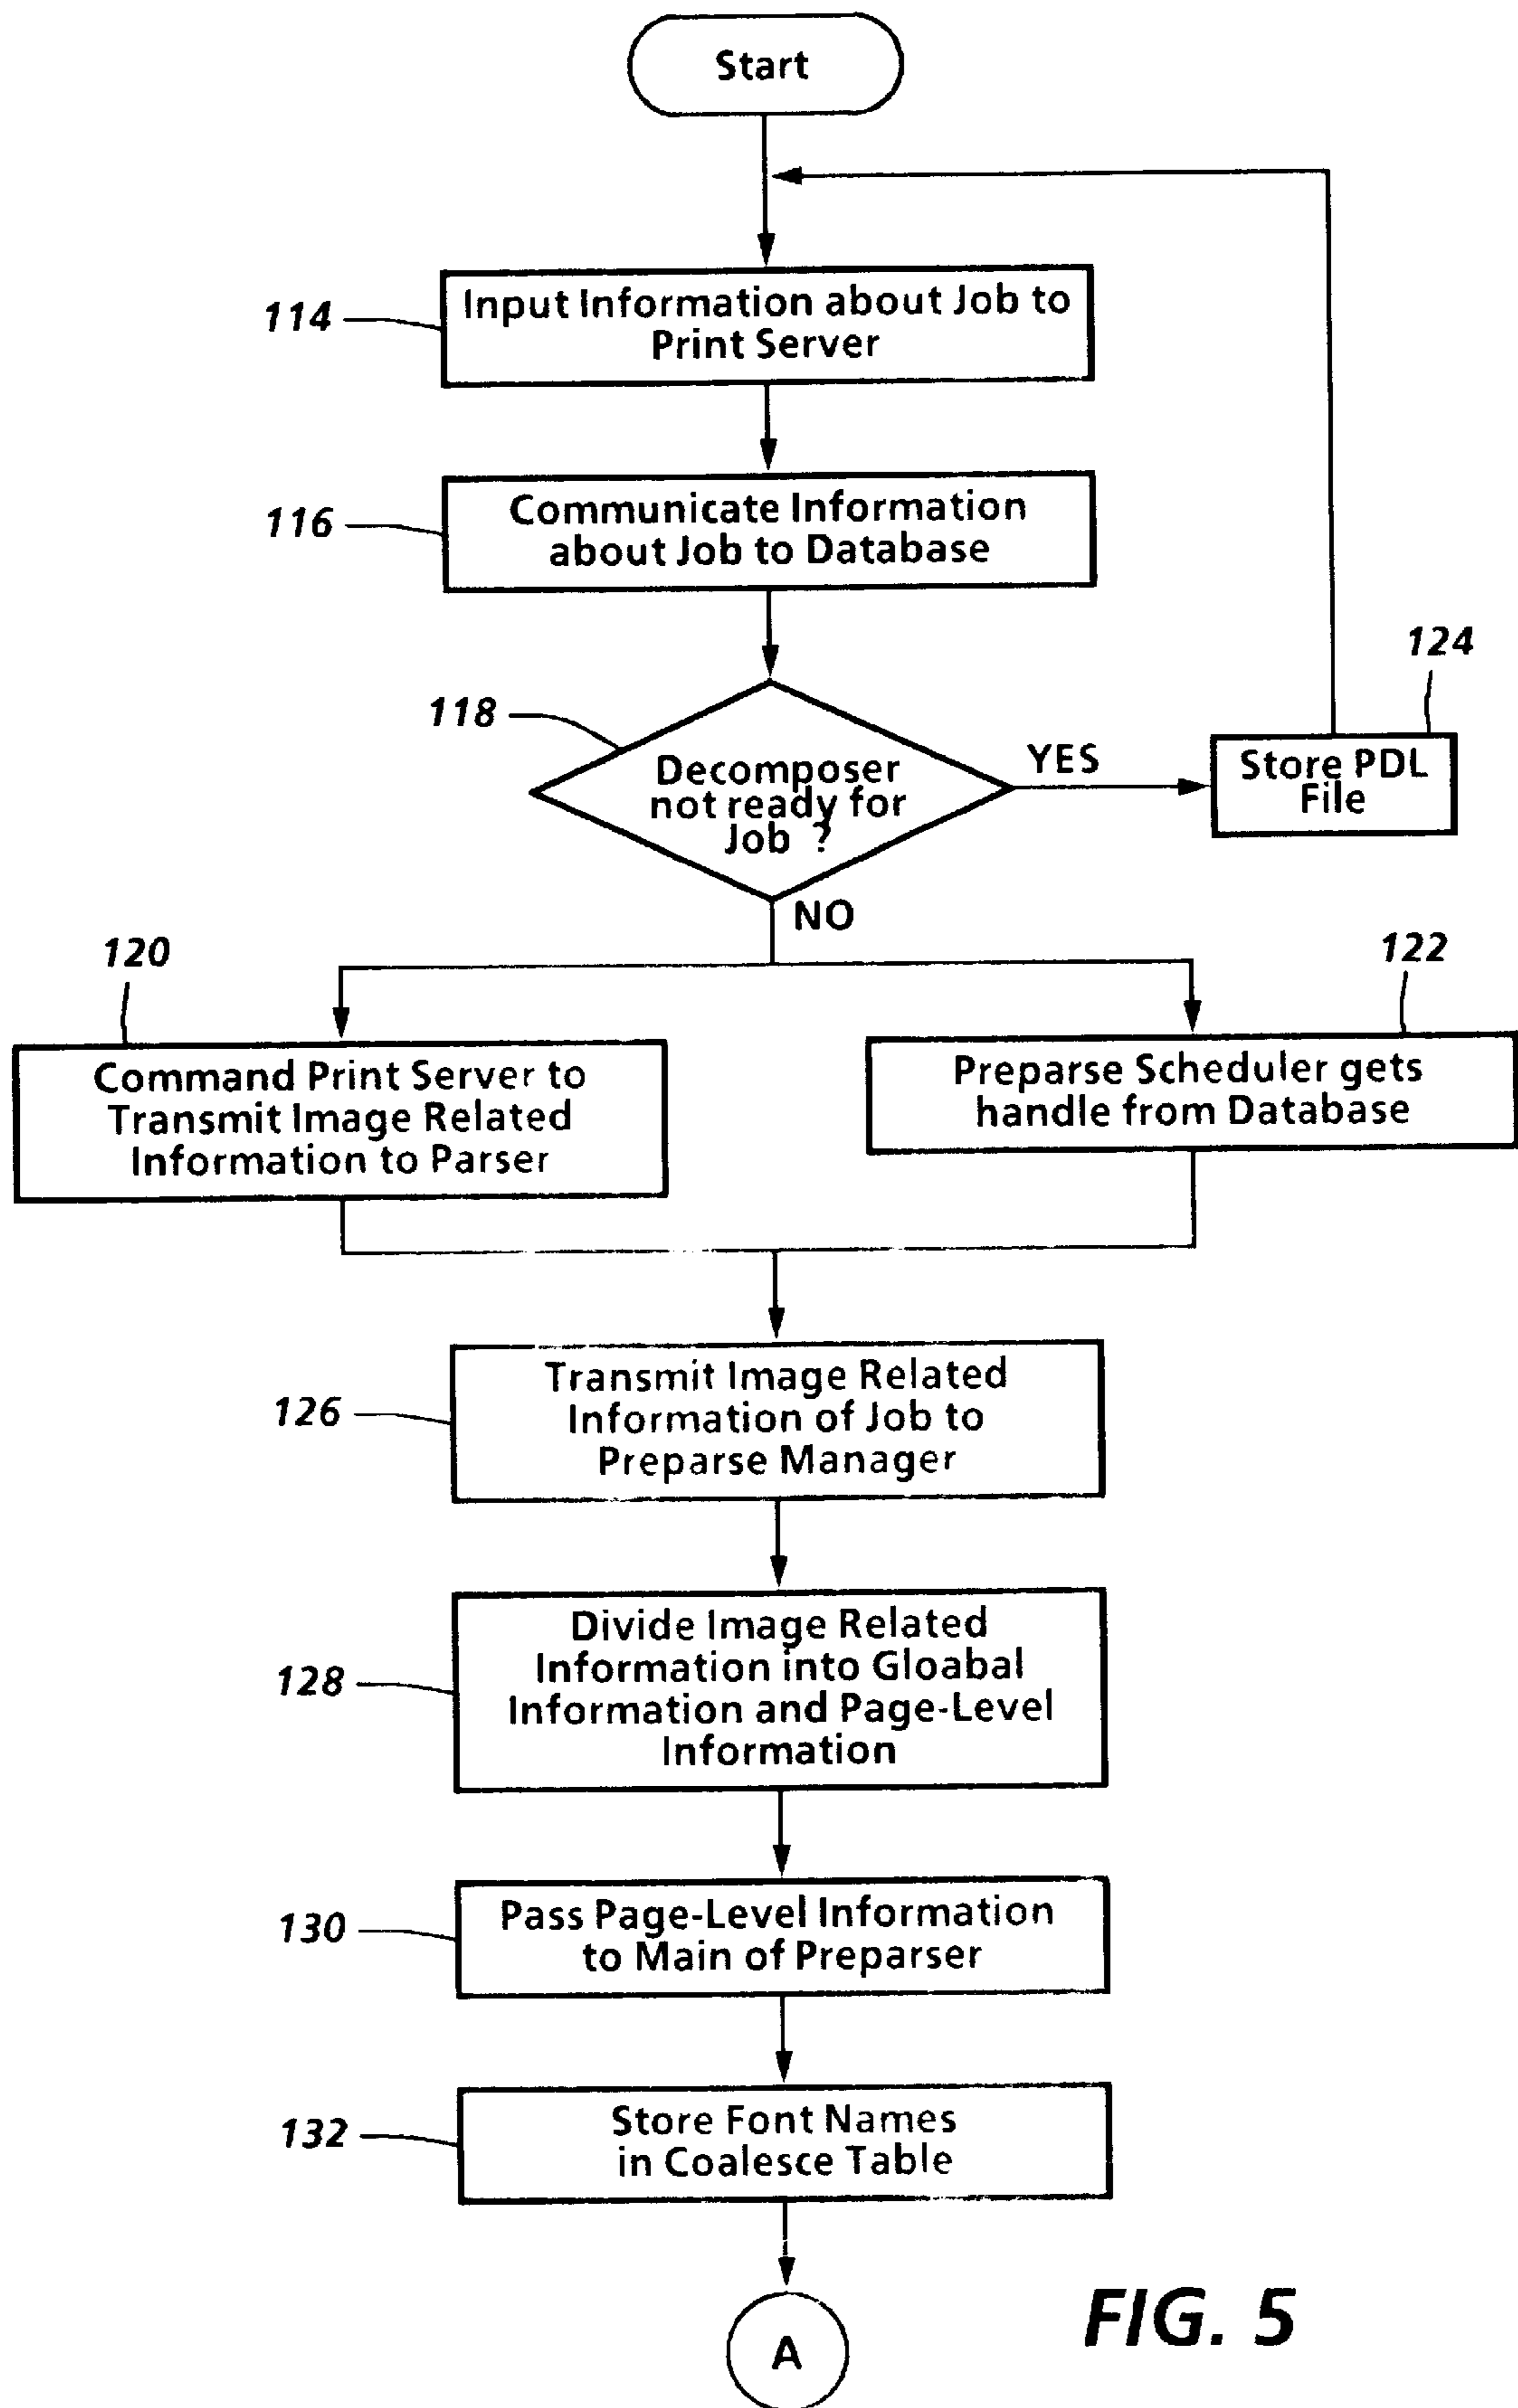 Start
114
Input Information about Job to
Print Server
116
Communicate Information
about Job to Database
124
118
Decomposer
not ready for
Job ?
YES
Store PDL
File
NO
120
122
Command Print Server to
Transmit Image Related
Information to Parser
Preparse Scheduler gets
handle from Database
126
Transmit Image Related
Information of Job to
Preparse Manager
128
Divide Image Related
Information into Gloabal
Information and Page-Level
Information
130
Pass Page-Level Information
to Main of Preparser
132
Store Font Names
in Coalesce Table
A
FIG. 5